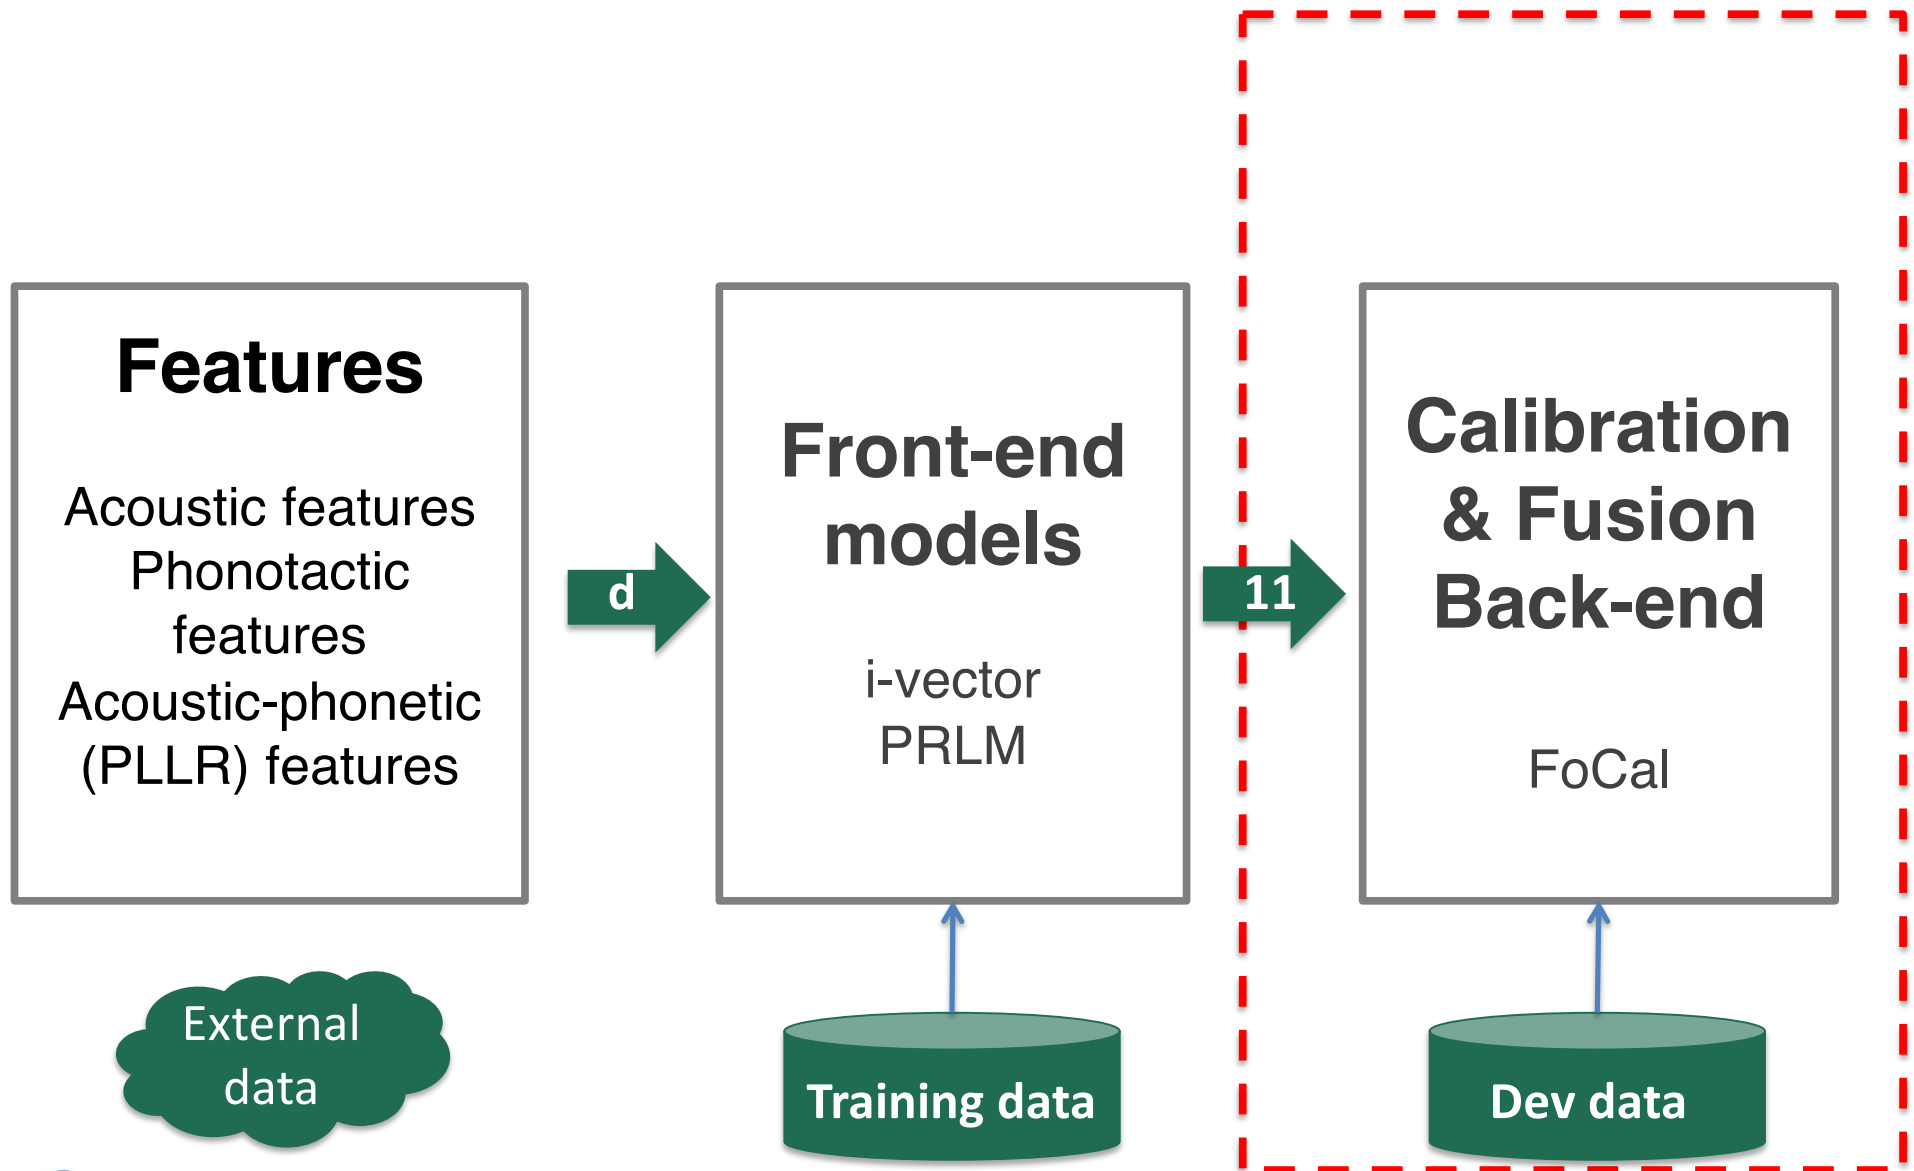 Features
Acoustic features
Phonotactic
features
Acoustic-phonetic
(PLLR) features
d
Front-end
models
i-vector
PRLM
11
Calibration
& Fusion
Back-end
FoCal
External
data
Training data
Dev data